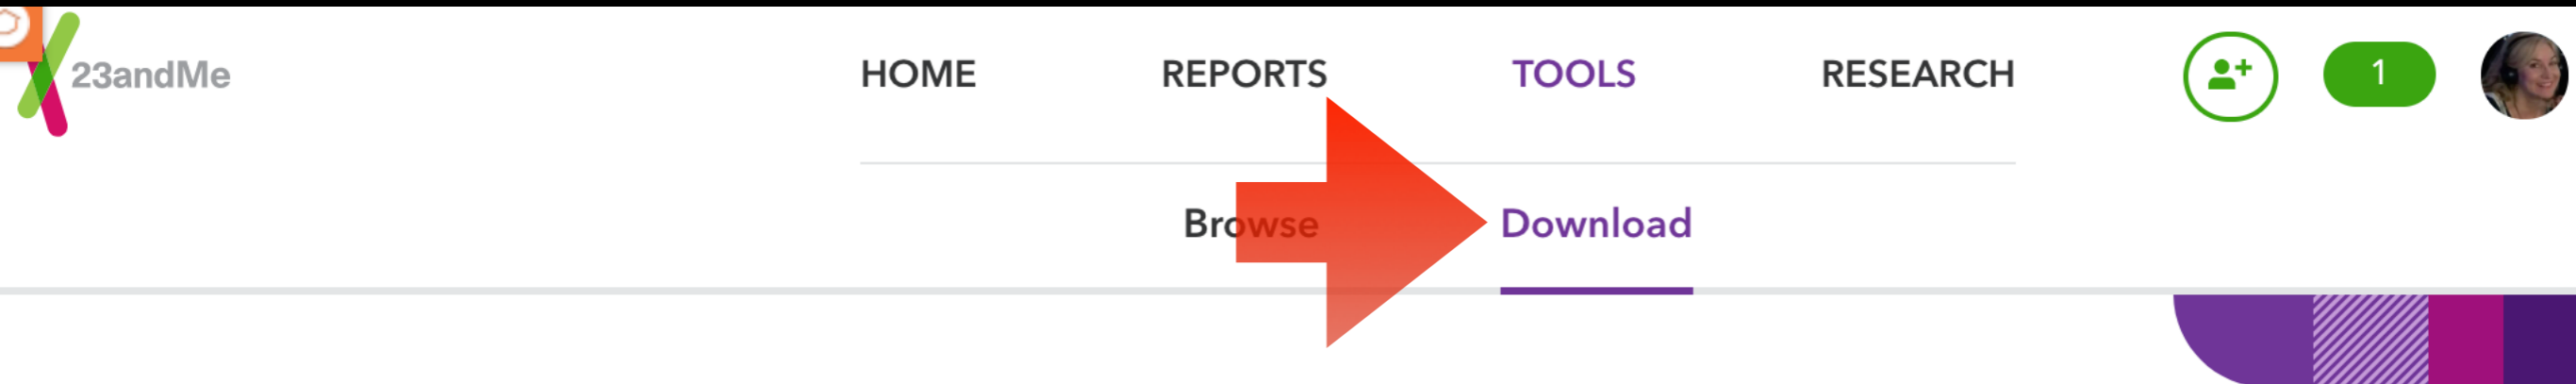 23andMe HOME REPORTS TOOLS RESEARCH 1
Browse Download